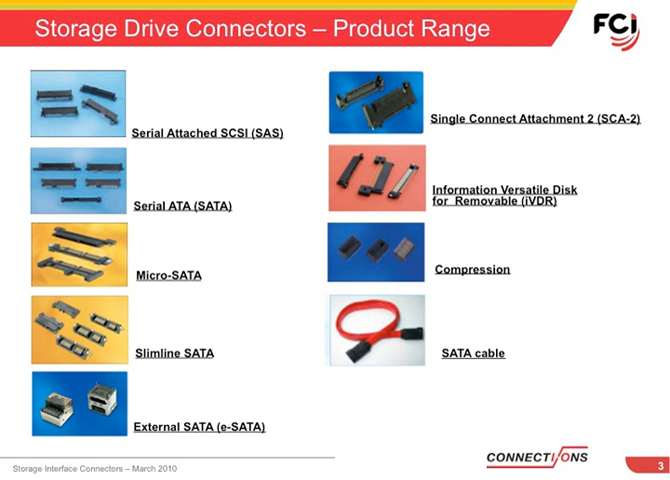 Storage Drive Connectors – Product Range
FCi
Serial Attached SCSI (SAS)
Serial ATA (SATA)
Micro-SATA
Slimline SATA
External SATA (e-SATA)
Single Connect Attachment 2 (SCA-2)
Information Versatile Disk
for Removable (iVDR)
Compression
SATA cable
Storage Interface Connectors – March 2010
CONNECTI/ONS
3